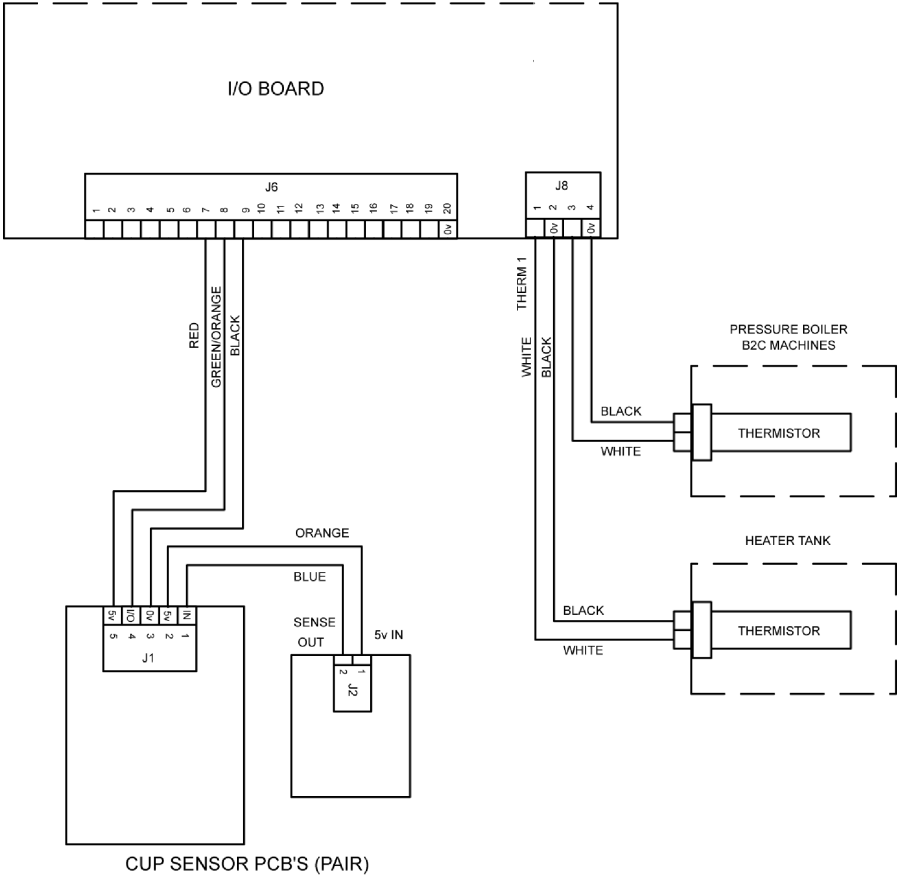 I/O BOARD
J6
1 2 3 4 5 6 7 8 9 10 11 12 13 14 15 16 17 18 19 20
0v
J8
1 2 3 4
0v 0v
THERM 1
RED
GREEN/ORANGE
BLACK
WHITE
BLACK
PRESSURE BOILER
B2C MACHINES
BLACK
WHITE
THERMISTOR
ORANGE
BLUE
HEATER TANK
BLACK
WHITE
THERMISTOR
5v I/O 0v 5v IN
5 4 3 2 1
J1
SENSE
OUT
5v IN
2 1
J2
CUP SENSOR PCB'S (PAIR)